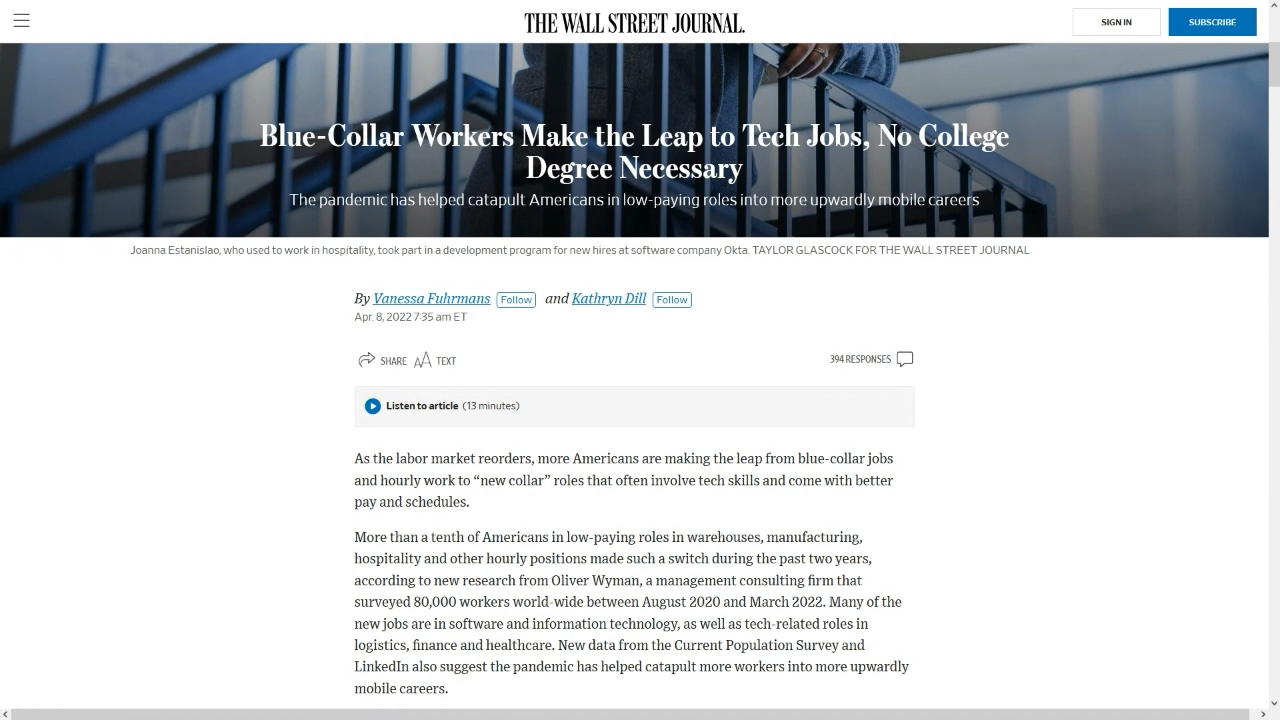 THE WALL STREET JOURNAL.
SIGN IN
SUBSCRIBE
Blue-Collar Workers Make the Leap to Tech Jobs, No College
Degree Necessary
The pandemic has helped catapult Americans in low-paying roles into more upwardly mobile careers
Joanna Estanislao, who used to work in hospitality, took part in a development program for new hires at software company Okta. TAYLOR GLASCOCK FOR THE WALL STREET JOURNAL
By Vanessa Fuhrmans Follow and Kathryn Dill Follow
Apr. 8, 2022 7:35 am ET
SHARE AA TEXT
394 RESPONSES
Listen to article (13 minutes)
As the labor market reorders, more Americans are making the leap from blue-collar jobs
and hourly work to “new collar” roles that often involve tech skills and come with better
pay and schedules.
More than a tenth of Americans in low-paying roles in warehouses, manufacturing,
hospitality and other hourly positions made such a switch during the past two years,
according to new research from Oliver Wyman, a management consulting firm that
surveyed 80,000 workers world-wide between August 2020 and March 2022. Many of the
new jobs are in software and information technology, as well as tech-related roles in
logistics, finance and healthcare. New data from the Current Population Survey and
LinkedIn also suggest the pandemic has helped catapult more workers into more upwardly
mobile careers.